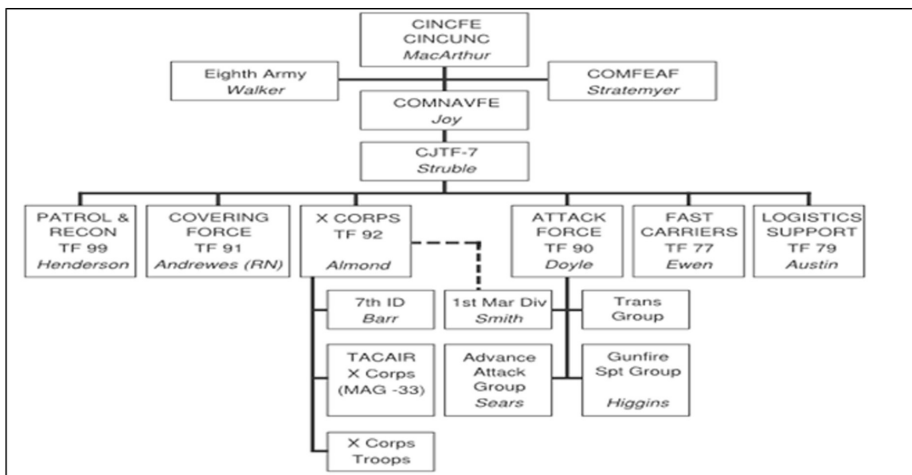 CINCFE
CINCUNC
MacArthur
Eighth Army
Walker
COMFEAF
Stratemyer
COMNAVFE
Joy
CJTF-7
Struble
PATROL &
RECON
TF 99
Henderson
COVERING
FORCE
TF 91
Andrewes (RN)
X CORPS
TF 92
Almond
ATTACK
FORCE
TF 90
Doyle
FAST
CARRIERS
TF 77
Ewen
LOGISTICS
SUPPORT
TF 79
Austin
7th ID
Barr
1st Mar Div
Smith
Trans
Group
TACAIR
X Corps
(MAG -33)
Advance
Attack
Group
Sears
Gunfire
Spt Group
Higgins
X Corps
Troops